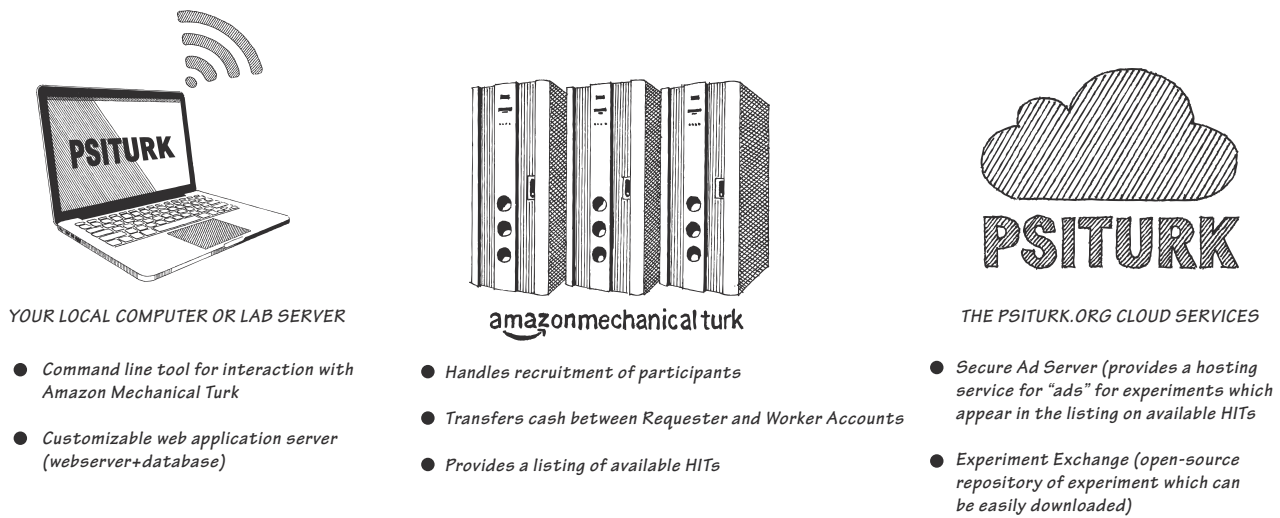 PSITURK
YOUR LOCAL COMPUTER OR LAB SERVER
● Command line tool for interaction with
Amazon Mechanical Turk
● Customizable web application server
(webserver+database)
amazonmechanical turk
● Handles recruitment of participants
● Transfers cash between Requester and Worker Accounts
● Provides a listing of available HITs
PSITURK
THE PSITURK.ORG CLOUD SERVICES
● Secure Ad Server (provides a hosting
service for “ads” for experiments which
appear in the listing on available HITs
● Experiment Exchange (open-source
repository of experiment which can
be easily downloaded)